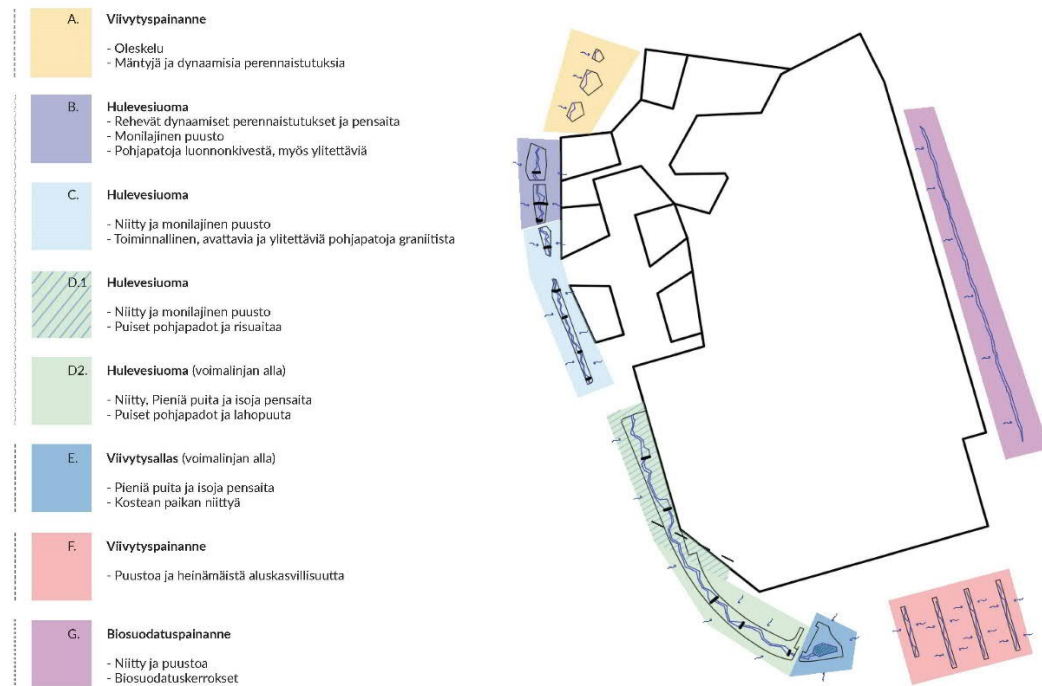 A.
Viivytyspainanne
- Oleskelu
- Mäntyjä ja dynaamisia perennaistutuksia
B.
Hulevesiuoma
- Rehevät dynaamiset perennaistutukset ja pensaita
- Monilajinen puusto
- Pohjapatoja luonnonkivestä, myös ylitettäviä
C.
Hulevesiuoma
- Niitty ja monilajinen puusto
- Toiminnallinen, avattavia ja ylitettäviä pohjapatoja graniitista
D.1
Hulevesiuoma
- Niitty ja monilajinen puusto
- Puiset pohjapadot ja risuaitaa
D2.
Hulevesiuoma (voimalinjan alla)
- Niitty, Pieniä puita ja isoja pensaita
- Puiset pohjapadot ja lahopuuta
E.
Viivytysallas (voimalinjan alla)
- Pieniä puita ja isoja pensaita
- Kostean paikan niittyä
F.
Viivytyspainanne
- Puustoa ja heinämäistä aluskasvillisuutta
G.
Biosuodatuspainanne
- Niitty ja puustoa
- Biosuodatuskerrokset